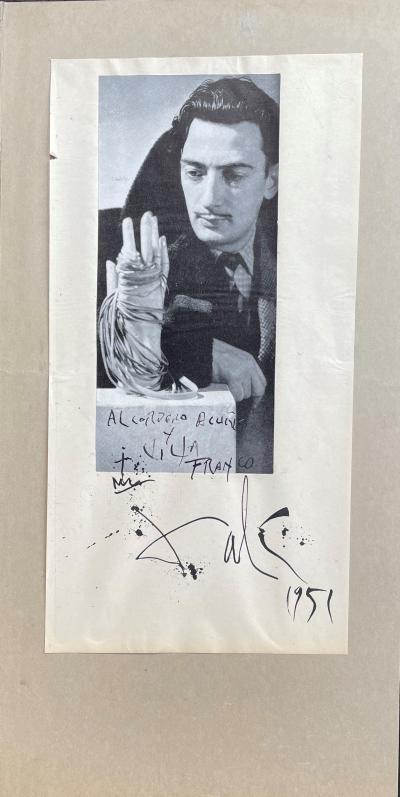 AL CORDERO ACUÑA
Y
VIVA
FRANCO
Dalí
1951